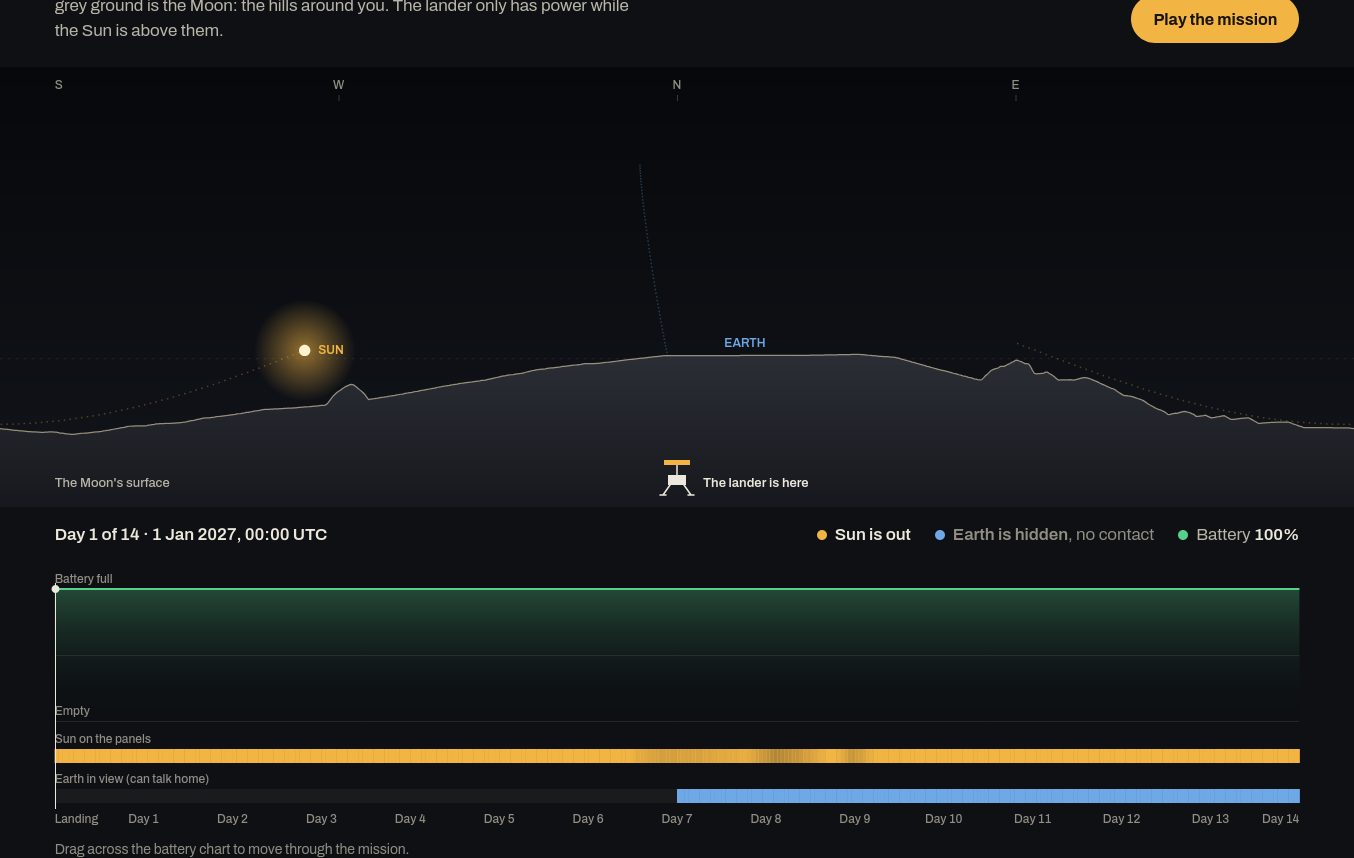 grey ground is the Moon: the hills around you. The lander only has power while
the Sun is above them.
Play the mission
S W N E
SUN
EARTH
The Moon's surface
The lander is here
Day 1 of 14 · 1 Jan 2027, 00:00 UTC
Sun is out Earth is hidden, no contact Battery 100%
Battery full
Empty
Sun on the panels
Earth in view (can talk home)
Landing Day 1 Day 2 Day 3 Day 4 Day 5 Day 6 Day 7 Day 8 Day 9 Day 10 Day 11 Day 12 Day 13 Day 14
Drag across the battery chart to move through the mission.